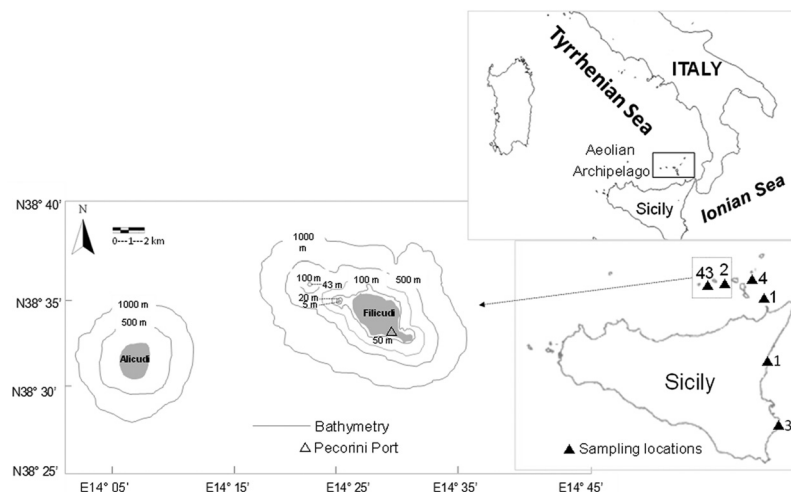 Tyrrhenian Sea
ITALY
Aeolian
Archipelago
Sicily
Ionian Sea
N38° 40'
N38° 35'
N38° 30'
N38° 25'
N
0---1---2 km
1000 m
500 m
Alicudi
1000
m
100 m
43 m
100 m
500 m
20 m
5 m
Filicudi
50 m
Bathymetry
Pecorini Port
E14° 05'
E14° 15'
E14° 25'
E14° 35'
E14° 45'
43
2
4
1
Sicily
1
3
Sampling locations